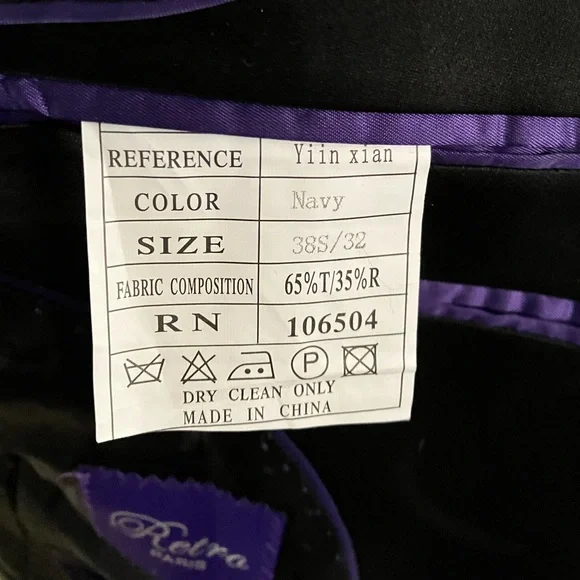 REFERENCE Yiin xian
COLOR Navy
SIZE 38S/32
FABRIC COMPOSITION 65%T/35%R
RN 106504
P
DRY CLEAN ONLY
MADE IN CHINA
Retro
PARIS